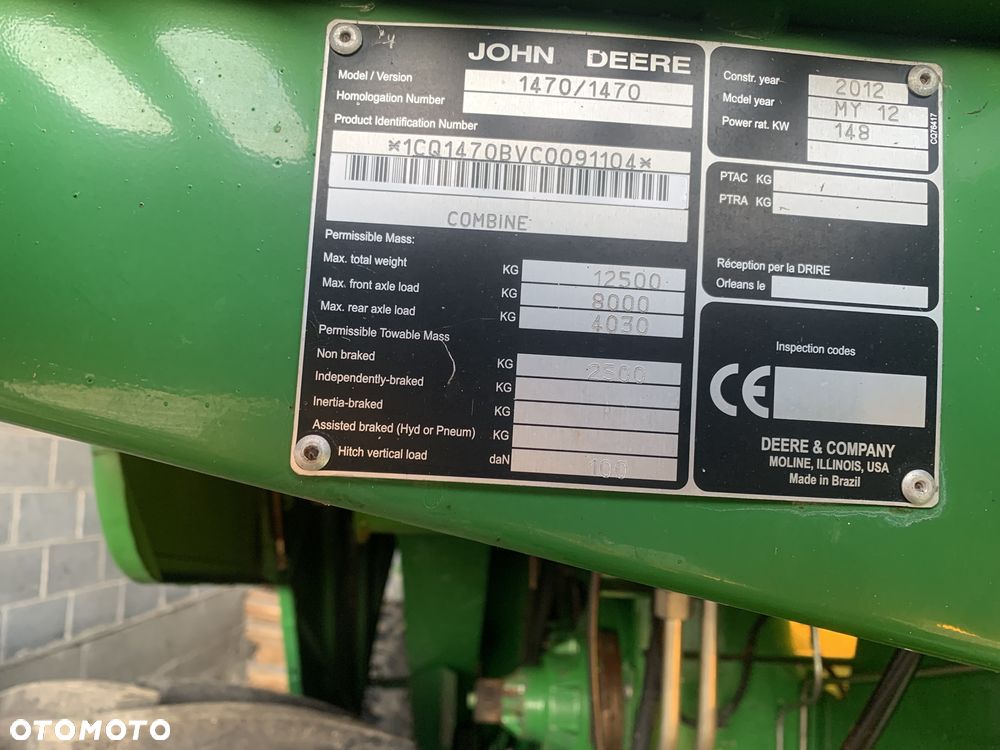 JOHN DEERE
Model / Version 1470/1470
Homologation Number
Product Identification Number
*1CQ1470BVC0091104*
COMBINE
Permissible Mass:
Max. total weight KG 12500
Max. front axle load KG 8000
Max. rear axle load KG 4030
Permissible Towable Mass
Non braked KG 2500
Independently-braked KG
Inertia-braked KG
Assisted braked (Hyd or Pneum) KG
Hitch vertical load daN 100
Constr. year 2012
Model year MY 12
Power rat. KW 148
CQ76417
PTAC KG
PTRA KG
Réception per la DRIRE
Orleans le
Inspection codes
CE
DEERE & COMPANY
MOLINE, ILLINOIS, USA
Made in Brazil
OTOMOTO